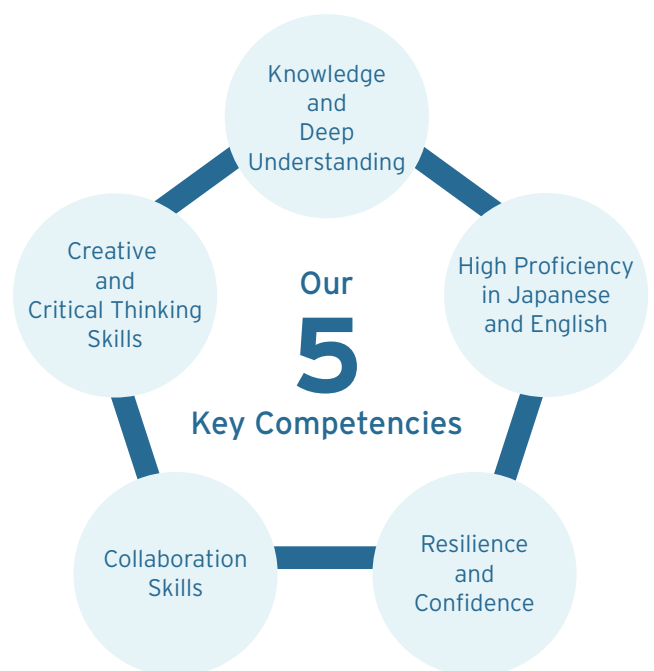 Knowledge
and
Deep
Understanding
High Proficiency
in Japanese
and English
Resilience
and
Confidence
Collaboration
Skills
Creative
and
Critical Thinking
Skills
Our
5
Key Competencies